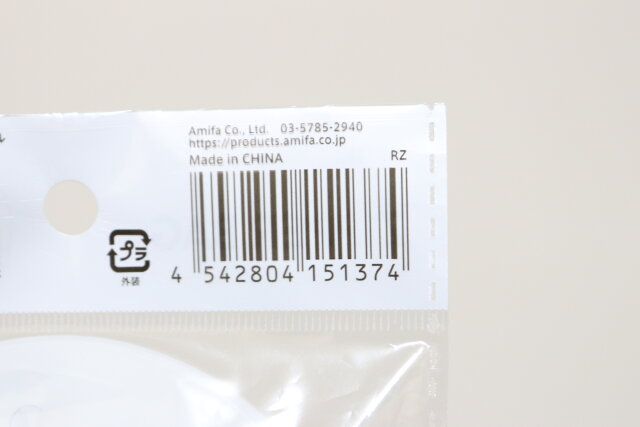 Amifa Co., Ltd. 03-5785-2940
https://products.amifa.co.jp
Made in CHINA RZ
プラ
外装
4 542804 151374